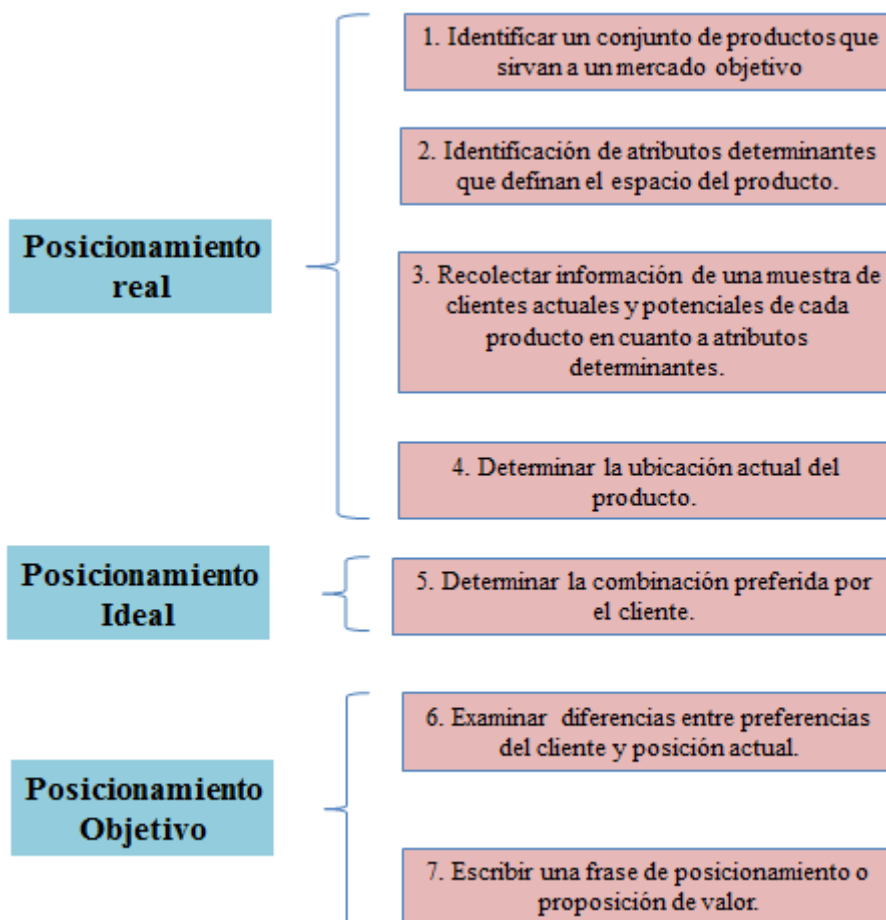 1. Identificar un conjunto de productos que
sirvan a un mercado objetivo
2. Identificación de atributos determinantes
que definan el espacio del producto.
Posicionamiento
real
3. Recolectar información de una muestra de
clientes actuales y potenciales de cada
producto en cuanto a atributos
determinantes.
4. Determinar la ubicación actual del
producto.
Posicionamiento
Ideal
5. Determinar la combinación preferida por
el cliente.
6. Examinar diferencias entre preferencias
del cliente y posición actual.
Posicionamiento
Objetivo
7. Escribir una frase de posicionamiento o
proposición de valor.